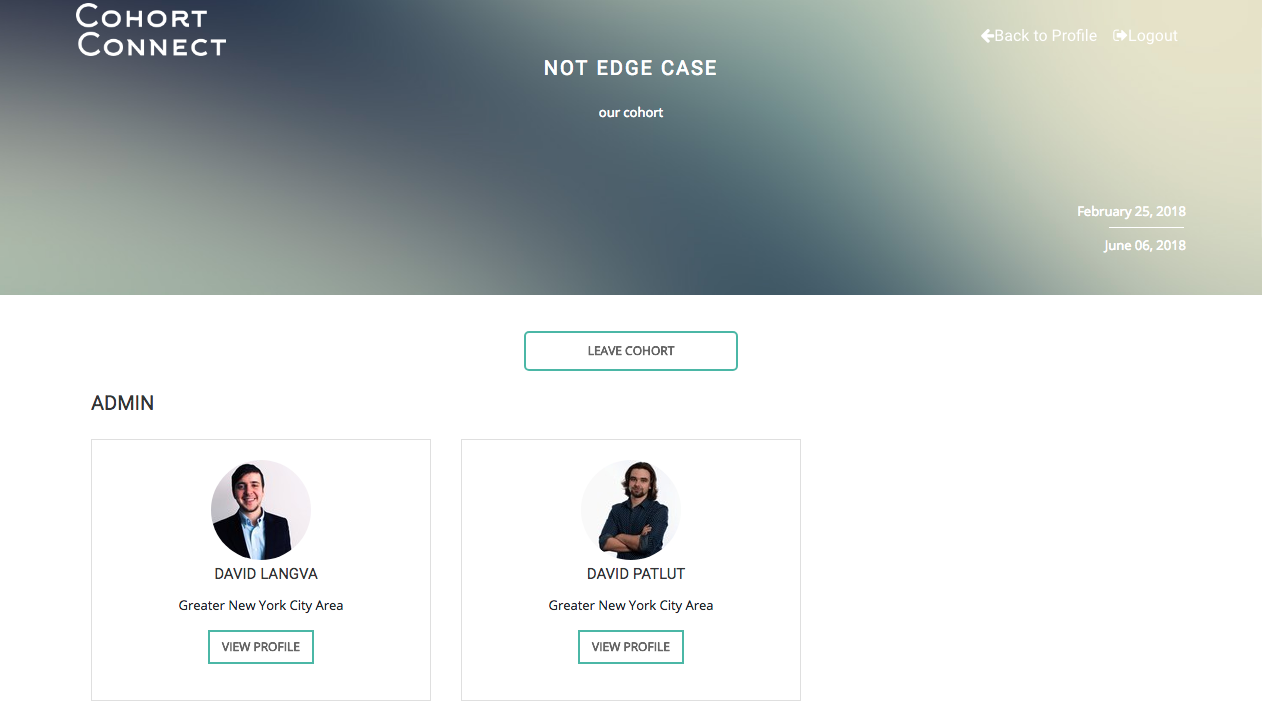 COHORT
CONNECT
Back to Profile Logout
NOT EDGE CASE
our cohort
February 25, 2018
June 06, 2018
LEAVE COHORT
ADMIN
DAVID LANGVA
Greater New York City Area
VIEW PROFILE
DAVID PATLUT
Greater New York City Area
VIEW PROFILE